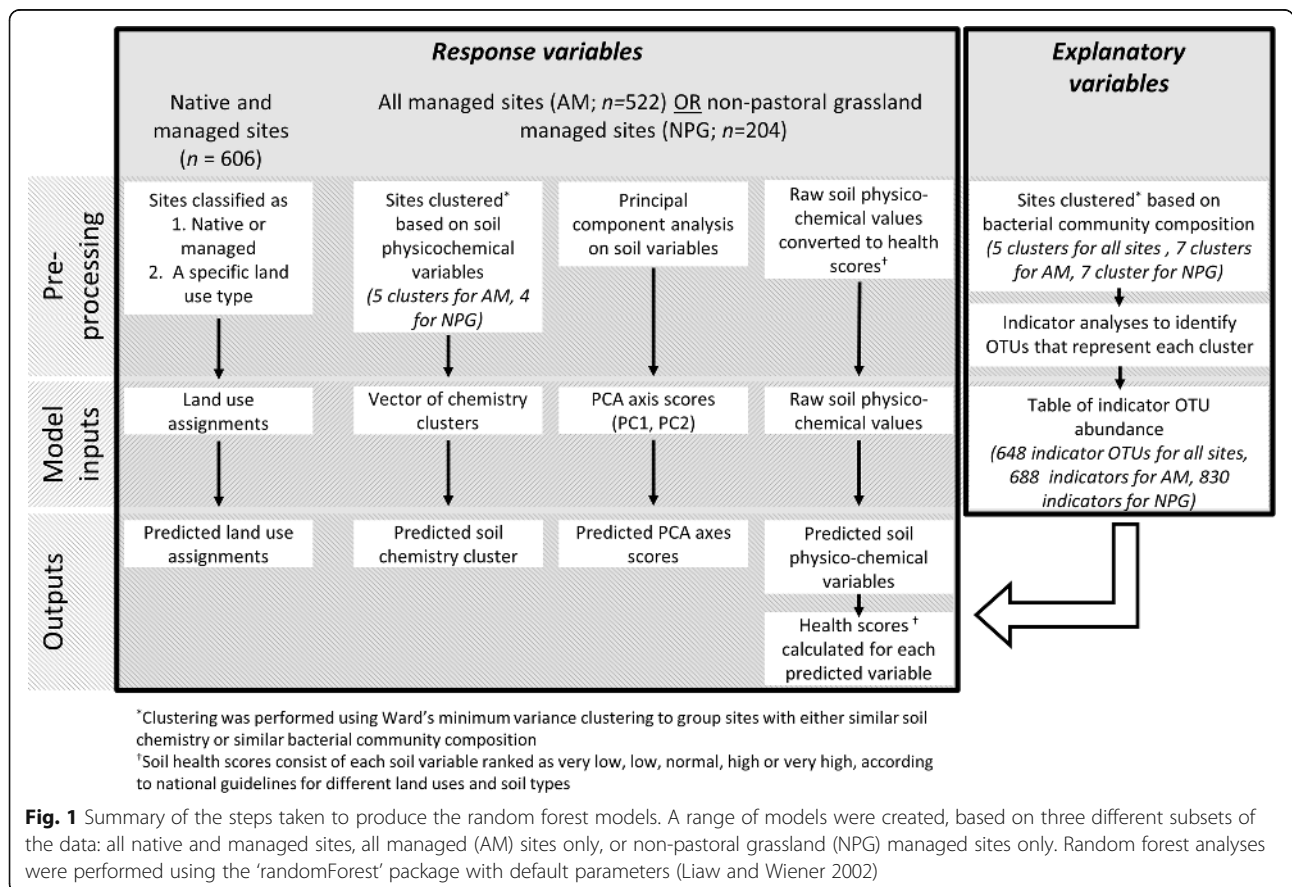 Response variables
Native and
managed sites
(n = 606)
All managed sites (AM; n=522) OR non-pastoral grassland
managed sites (NPG; n=204)
Explanatory
variables
Pre-
processing
Sites classified as
1. Native or
managed
2. A specific land
use type
Sites clustered*
based on soil
physicochemical
variables
(5 clusters for AM, 4
for NPG)
Principal
component analysis
on soil variables
Raw soil physico-
chemical values
converted to health
scores†
Sites clustered* based on
bacterial community composition
(5 clusters for all sites , 7 clusters
for AM, 7 cluster for NPG)
Indicator analyses to identify
OTUs that represent each cluster
Model
inputs
Land use
assignments
Vector of chemistry
clusters
PCA axis scores
(PC1, PC2)
Raw soil physico-
chemical values
Table of indicator OTU
abundance
(648 indicator OTUs for all sites,
688 indicators for AM, 830
indicators for NPG)
Outputs
Predicted land use
assignments
Predicted soil
chemistry cluster
Predicted PCA axes
scores
Predicted soil
physico-chemical
variables
Health scores †
calculated for each
predicted variable
*Clustering was performed using Ward's minimum variance clustering to group sites with either similar soil
chemistry or similar bacterial community composition
†Soil health scores consist of each soil variable ranked as very low, low, normal, high or very high, according
to national guidelines for different land uses and soil types
Fig. 1 Summary of the steps taken to produce the random forest models. A range of models were created, based on three different subsets of
the data: all native and managed sites, all managed (AM) sites only, or non-pastoral grassland (NPG) managed sites only. Random forest analyses
were performed using the 'randomForest' package with default parameters (Liaw and Wiener 2002)